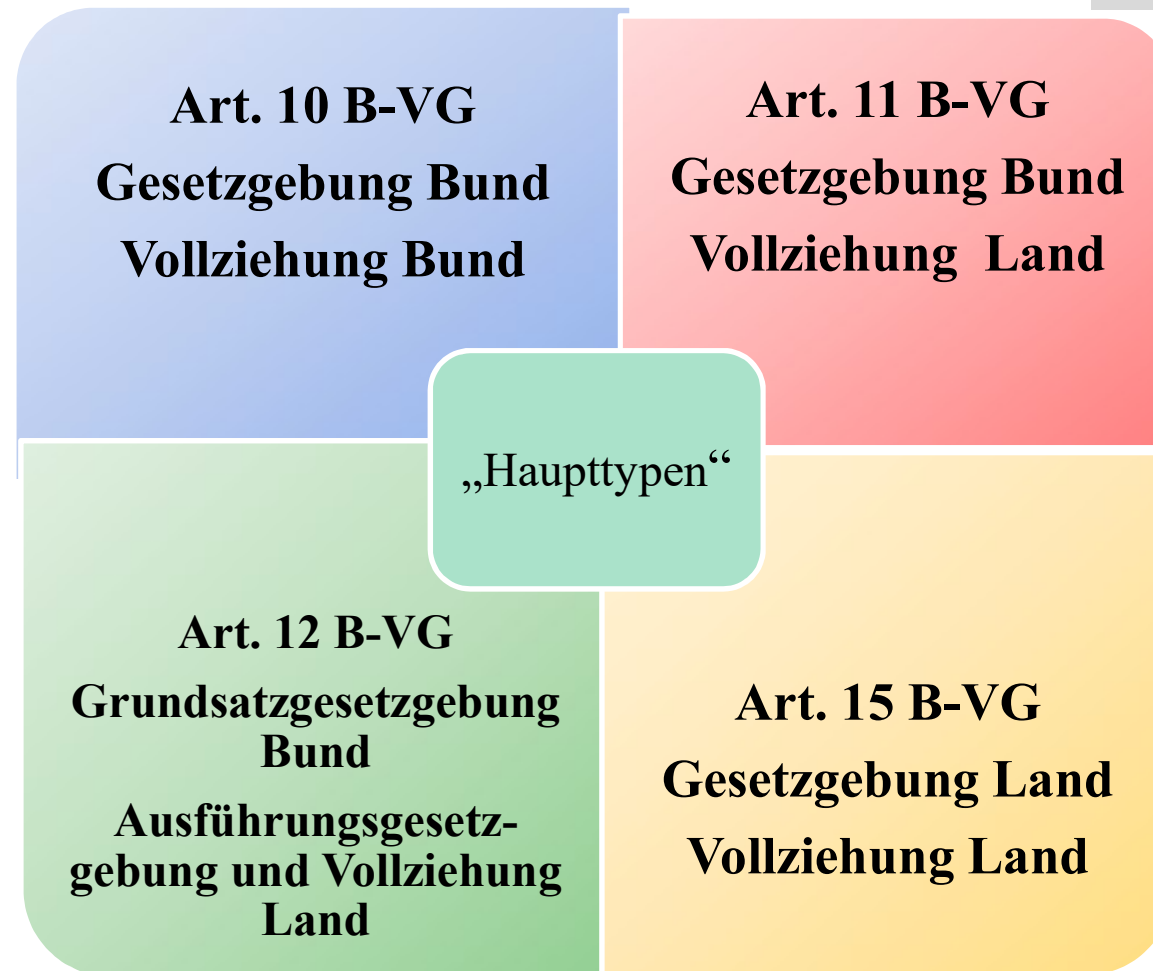 Art. 10 B-VG
Gesetzgebung Bund
Vollziehung Bund
Art. 11 B-VG
Gesetzgebung Bund
Vollziehung  Land
„Haupttypen“
Art. 12 B-VG
Grundsatzgesetzgebung
Bund
Ausführungsgesetz-
gebung und Vollziehung
Land
Art. 15 B-VG
Gesetzgebung Land
Vollziehung Land